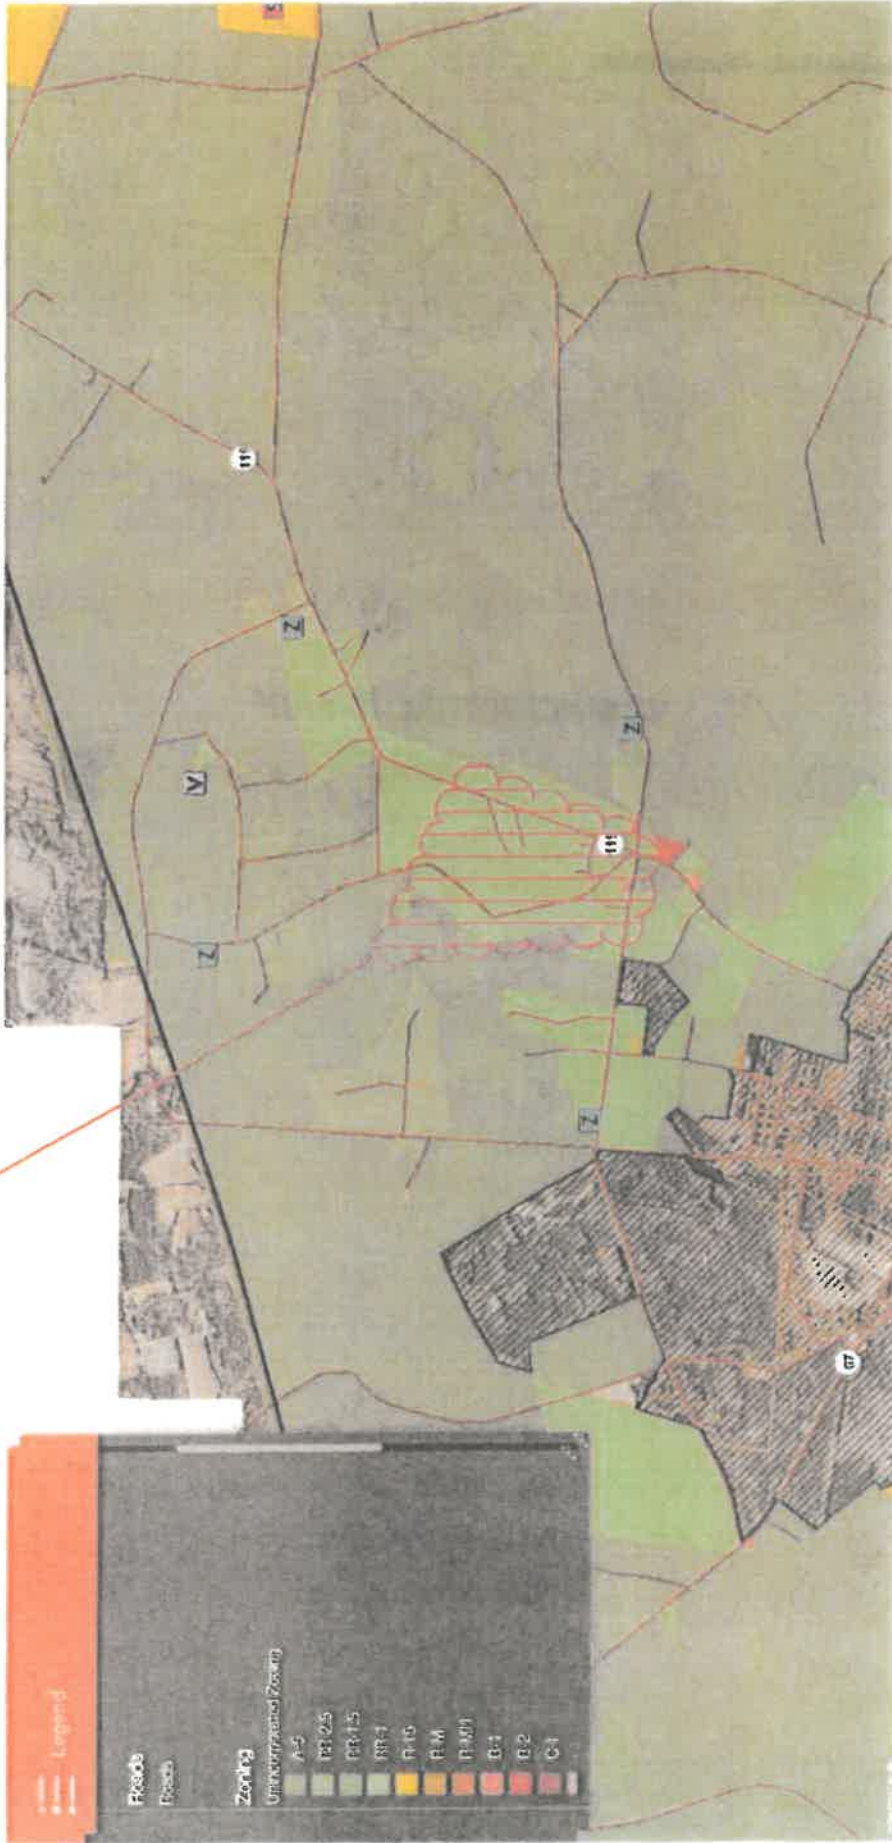 Legend
Roads
Roads
Zoning
Unincorporated Zoning
A-5
RR-2.5
RR-1.5
RR-1
R-15
R-M
B-1
B-2
C-1
Z
V
Z
Z
Z